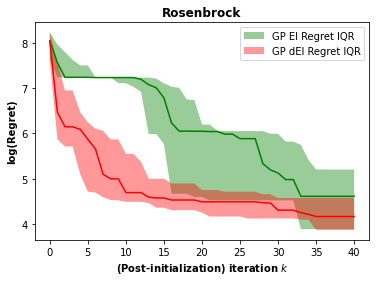 Rosenbrock
GP EI Regret IQR
GP dEI Regret IQR
log(Regret)
8
7
6
5
4
0 5 10 15 20 25 30 35 40
(Post-initialization) iteration k